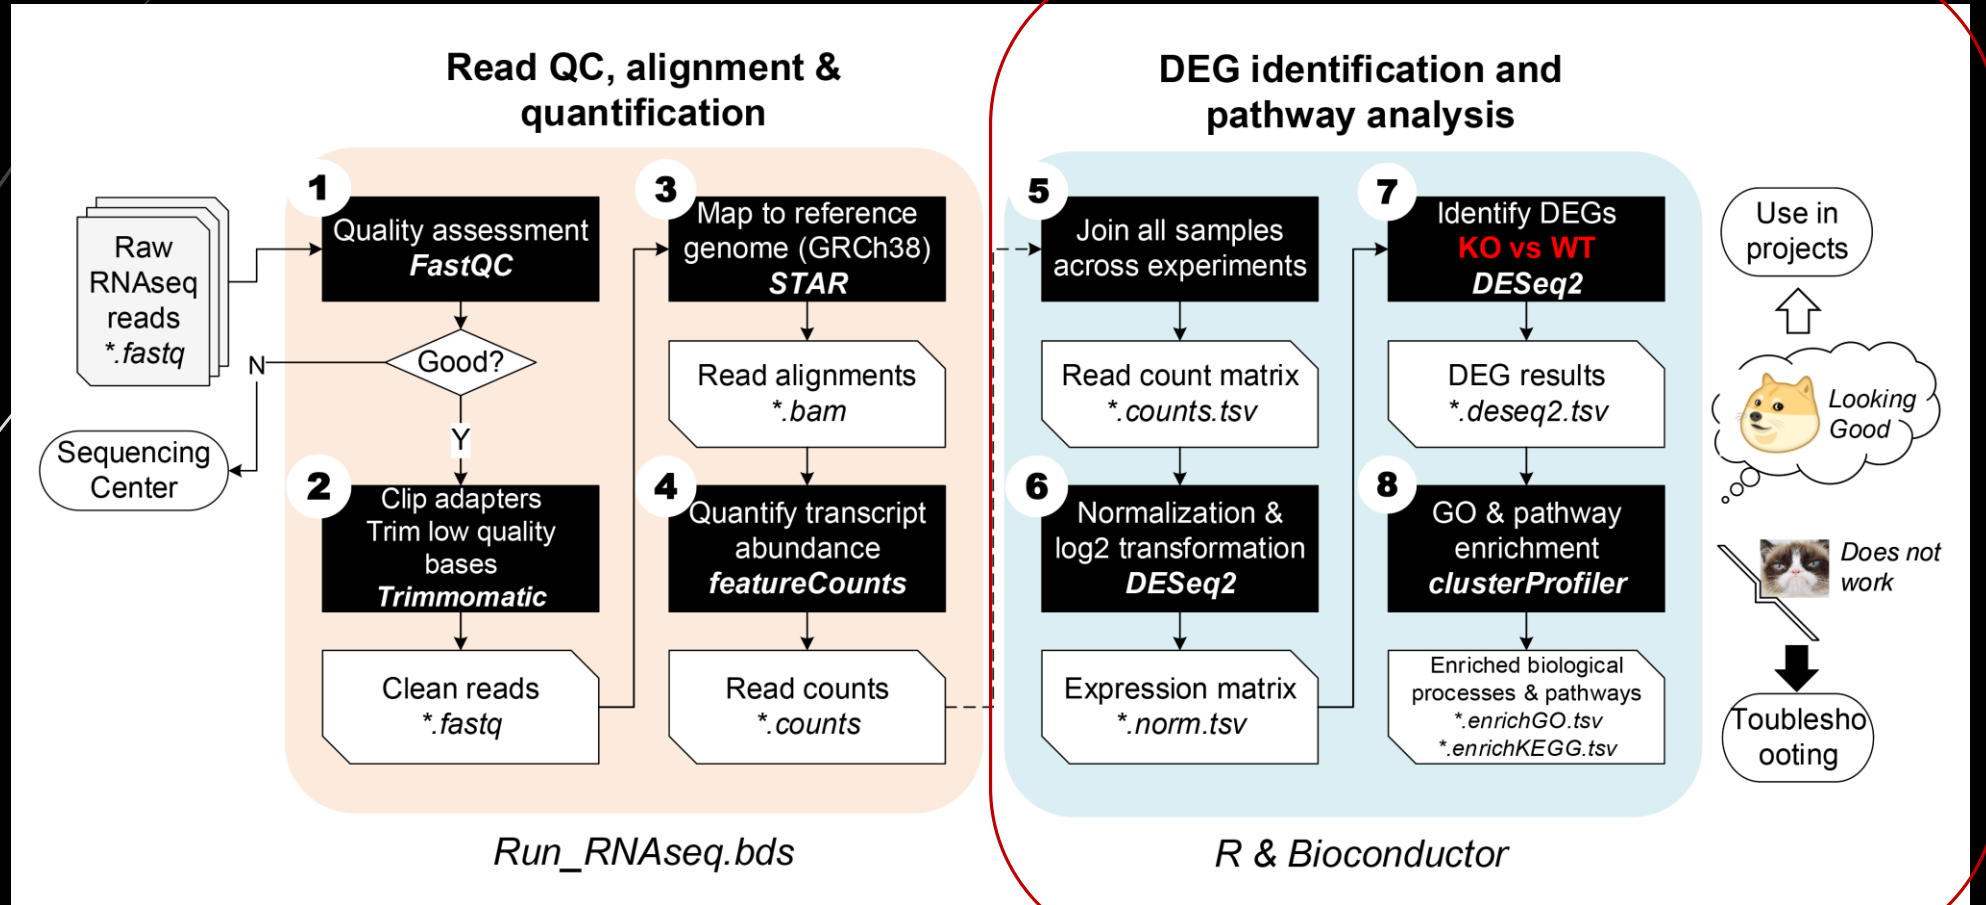 Read QC, alignment &
quantification
DEG identification and
pathway analysis
Raw
RNAseq
reads
*.fastq
Sequencing
Center
1
Quality assessment
FastQC
Good?
N
Y
2
Clip adapters
Trim low quality
bases
Trimmomatic
Clean reads
*.fastq
3
Map to reference
genome (GRCh38)
STAR
Read alignments
*.bam
4
Quantify transcript
abundance
featureCounts
Read counts
*.counts
5
Join all samples
across experiments
Read count matrix
*.counts.tsv
6
Normalization &
log2 transformation
DESeq2
Expression matrix
*.norm.tsv
7
Identify DEGs
KO vs WT
DESeq2
DEG results
*.deseq2.tsv
8
GO & pathway
enrichment
clusterProfiler
Enriched biological
processes & pathways
*.enrichGO.tsv
*.enrichKEGG.tsv
Use in
projects
Looking
Good
Does not
work
Toublesho
ooting
Run_RNAseq.bds
R & Bioconductor